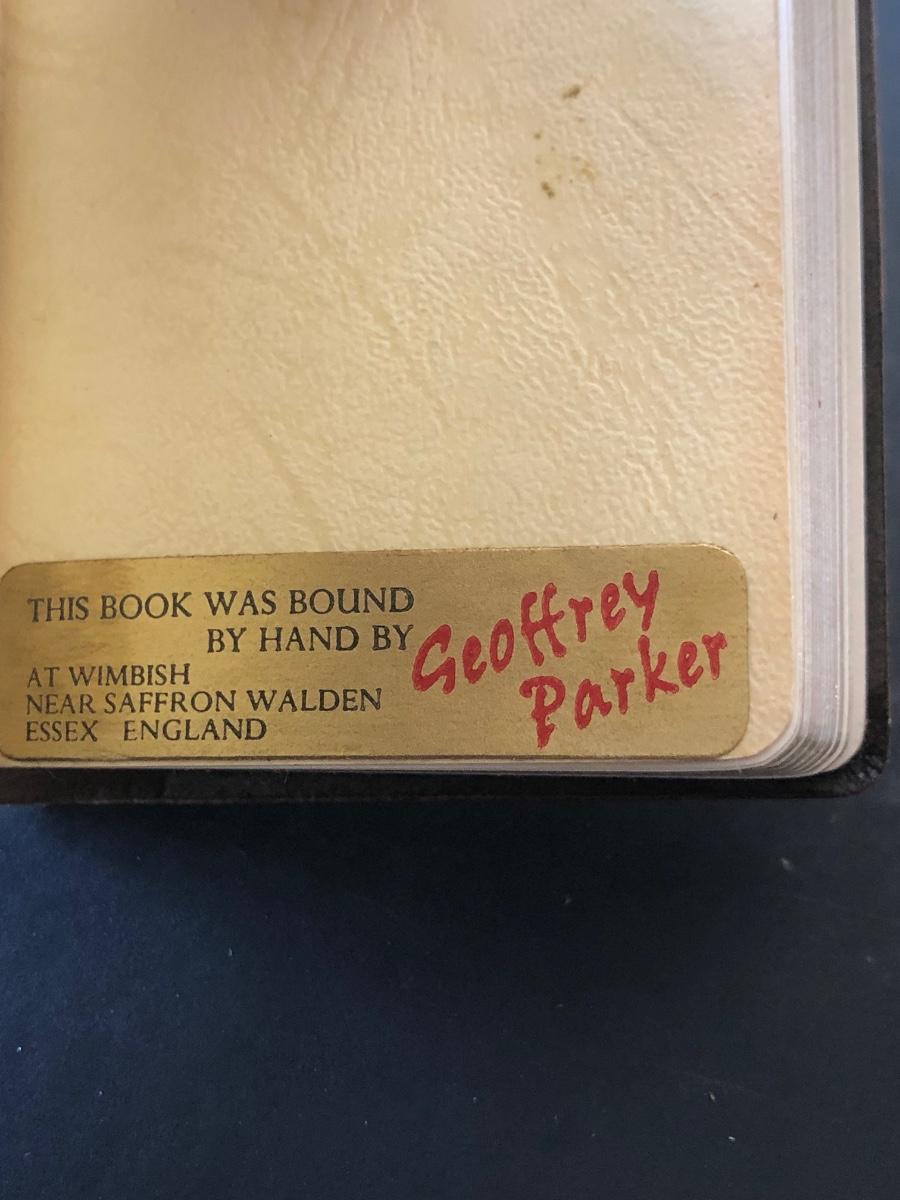 THIS BOOK WAS BOUND
BY HAND BY
Geoffrey
Parker
AT WIMBISH
NEAR SAFFRON WALDEN
ESSEX ENGLAND